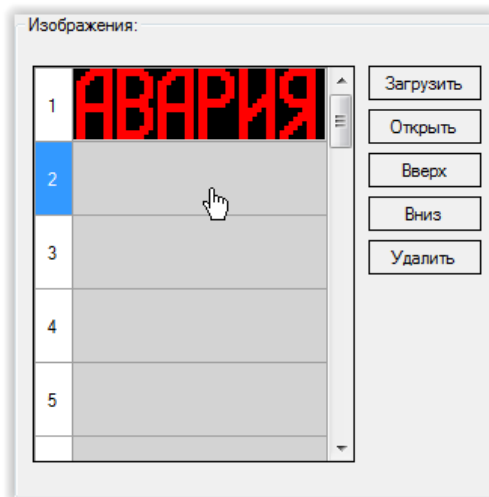 Изображения:
1 АВАРИЯ
2
3
4
5
Загрузить
Открыть
Вверх
Вниз
Удалить